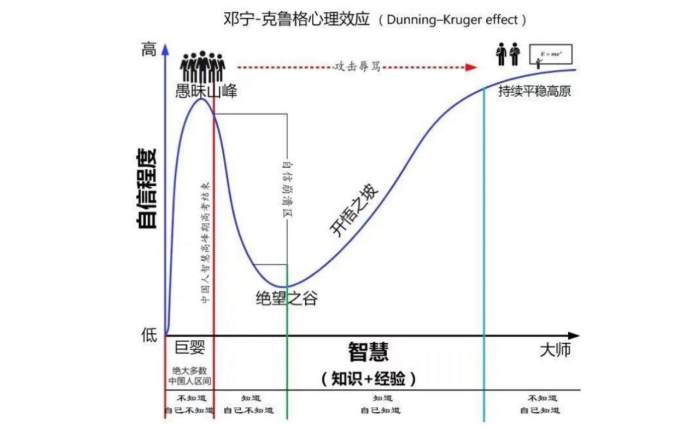 邓宁-克鲁格心理效应（Dunning–Kruger effect）
高
攻击辱骂
E = mc²
愚昧山峰
持续平稳高原
自信程度
中国人智慧高峰期高考结束
自信崩溃区
开悟之坡
绝望之谷
低
巨婴
智慧
大师
绝大多数
中国人区间
（知识+经验）
不知道
自己不知道
知道
自己不知道
知道
自己知道
不知道
自己知道